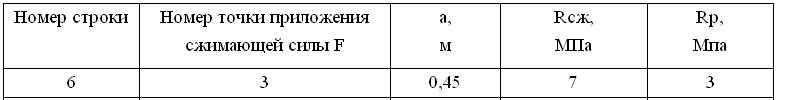 Номер строки Номер точки приложения а, Rсж, Rр,
сжимающей силы F м МПа Мпа
6 3 0,45 7 3